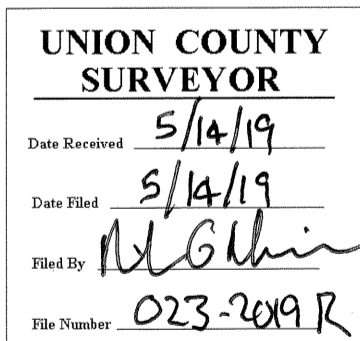 UNION COUNTY
SURVEYOR
Date Received 5/14/19
Date Filed 5/14/19
Filed By
File Number 023-2019 R